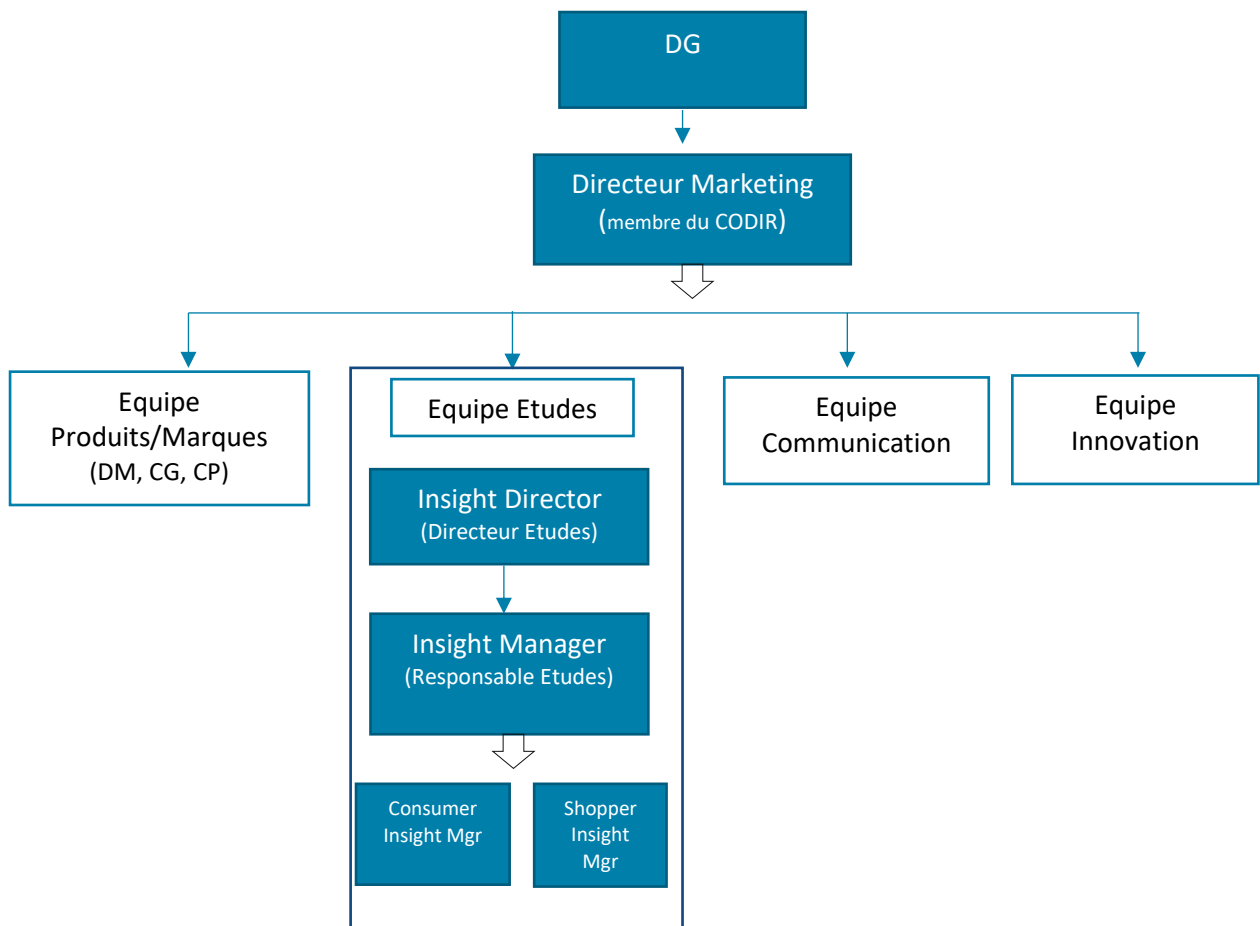 DG
Directeur Marketing
(membre du CODIR)
Equipe
Produits/Marques
(DM, CG, CP)
Equipe Etudes
Equipe
Communication
Equipe
Innovation
Insight Director
(Directeur Etudes)
Insight Manager
(Responsable Etudes)
Consumer
Insight Mgr
Shopper
Insight
Mgr